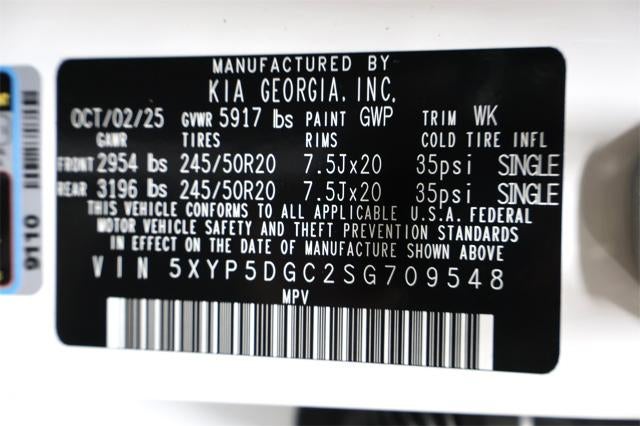 MANUFACTURED BY
KIA GEORGIA, INC.
OCT/02/25 GVWR 5917 lbs PAINT GWP TRIM WK
GAWR TIRES RIMS COLD TIRE INFL
FRONT 2954 lbs 245/50R20 7.5Jx20 35psi SINGLE
REAR 3196 lbs 245/50R20 7.5Jx20 35psi SINGLE
THIS VEHICLE CONFORMS TO ALL APPLICABLE U.S.A. FEDERAL
MOTOR VEHICLE SAFETY AND THEFT PREVENTION STANDARDS
IN EFFECT ON THE DATE OF MANUFACTURE SHOWN ABOVE
VIN 5XYP5DGC2SG709548
MPV
9110